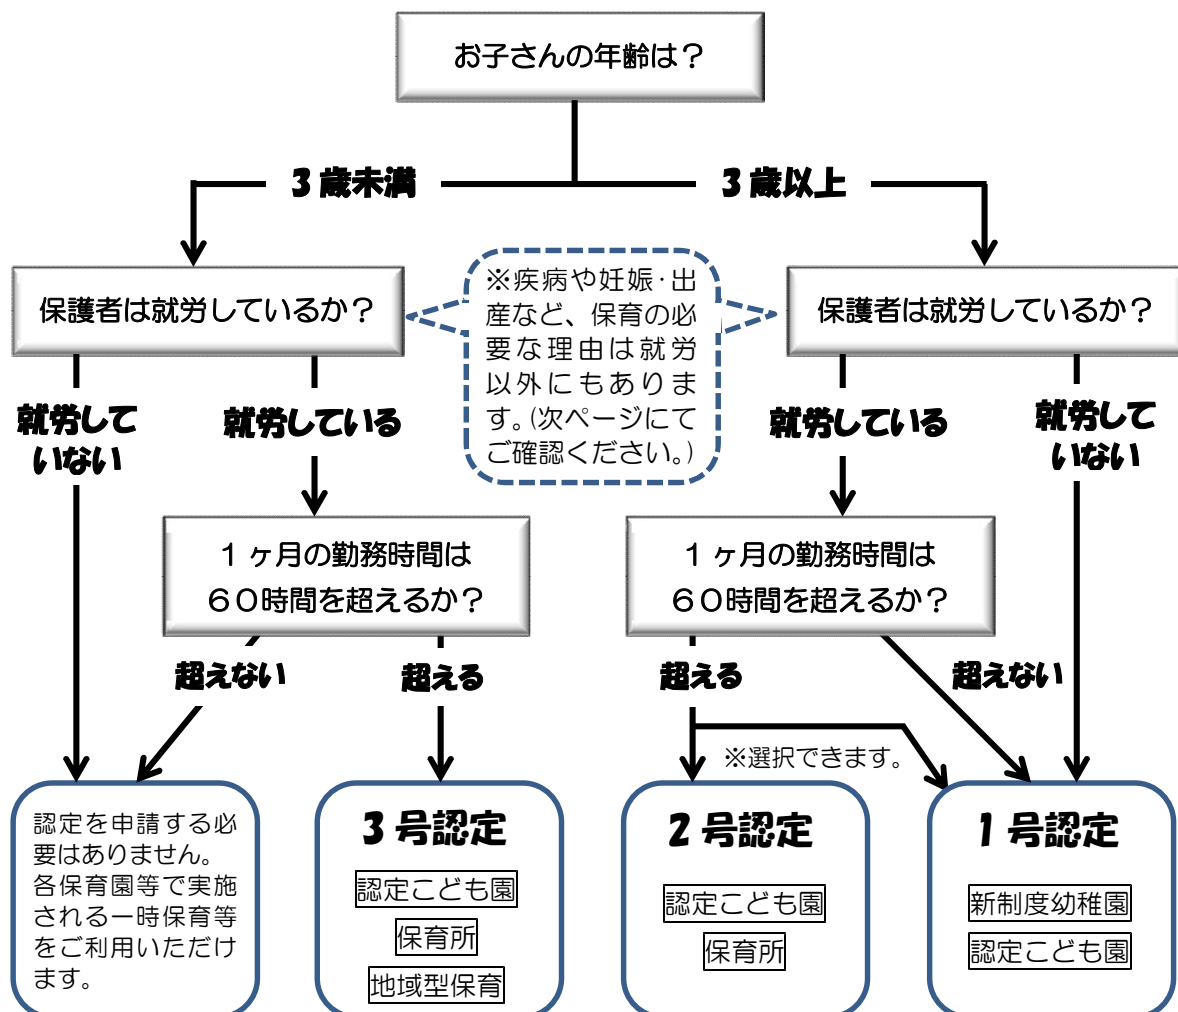 お子さんの年齢は？
3歳未満
3歳以上
保護者は就労しているか？
※疾病や妊娠・出
産など、保育の必
要な理由は就労
以外にもありま
す。（次ページにて
ご確認ください。）
保護者は就労しているか？
就労して
いない
就労している
就労している
就労して
いない
１ヶ月の勤務時間は
６０時間を超えるか？
１ヶ月の勤務時間は
６０時間を超えるか？
超えない
超える
超える
超えない
※選択できます。
認定を申請する必
要はありません。
各保育園等で実施
される一時保育等
をご利用いただけ
ます。
3号認定
認定こども園
保育所
地域型保育
2号認定
認定こども園
保育所
1号認定
新制度幼稚園
認定こども園